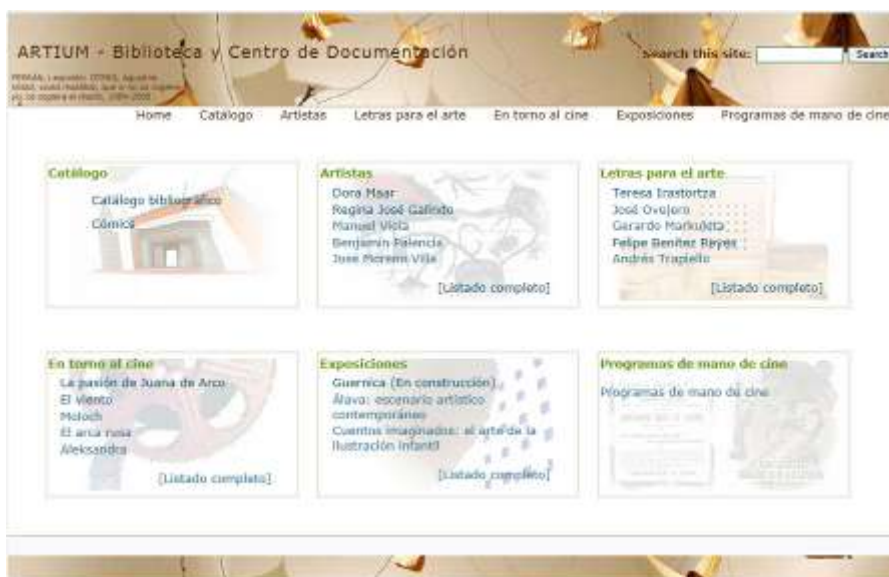 ARTIUM - Biblioteca y Centro de Documentación
Search this site:
Search
Home Catálogo Artistas Letras para el arte En torno al cine Exposiciones Programas de mano de cine
Catálogo
Catálogo bibliográfico
Cómics
Artistas
Dora Maar
Regina José Galindo
Manuel Viola
Benjamín Palencia
José Moreno Villa
[Listado completo]
Letras para el arte
Teresa Irastortza
José Ovejero
Gerardo Markuleta
Felipe Benítez Reyes
Andrés Trapiello
[Listado completo]
En torno al cine
La pasión de Juana de Arco
El viento
Moloch
El arca rusa
Aleksandra
[Listado completo]
Exposiciones
Guernica (En construcción)
Álava: escenario artístico
contemporáneo
Cuentos imaginados: el arte de la
ilustración infantil
[Listado completo]
Programas de mano de cine
Programas de mano de cine